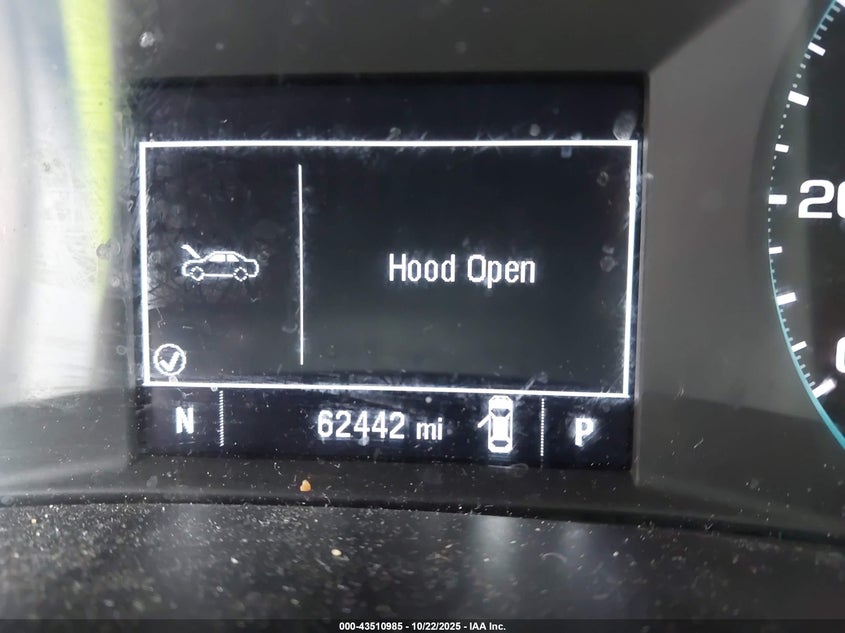 Hood Open
N 62442 mi P
20
000-43510985 - 10/22/2025 - IAA Inc.